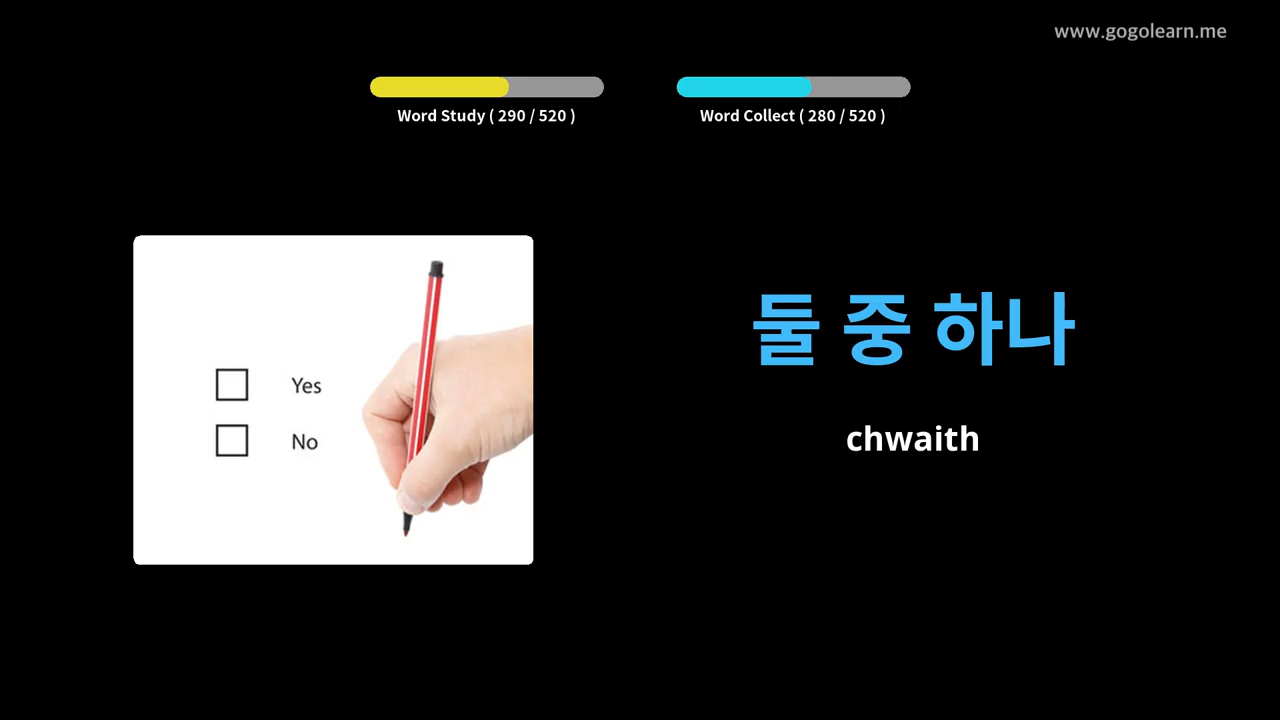 www.gogolearn.me
Word Study ( 290 / 520 )
Word Collect ( 280 / 520 )
Yes
No
둘 중 하나
chwaith